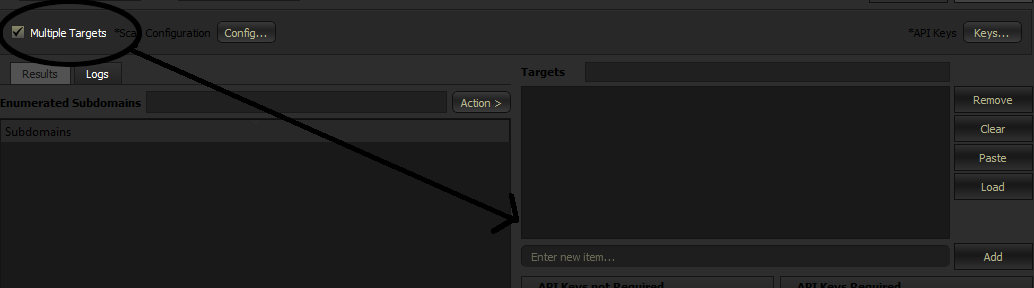 Multiple Targets *Sca Configuration Config... *API Keys Keys...
Results Logs
Targets
Enumerated Subdomains Action >
Subdomains
Remove
Clear
Paste
Load
Enter new item... Add
API Keys not Required API Keys Required